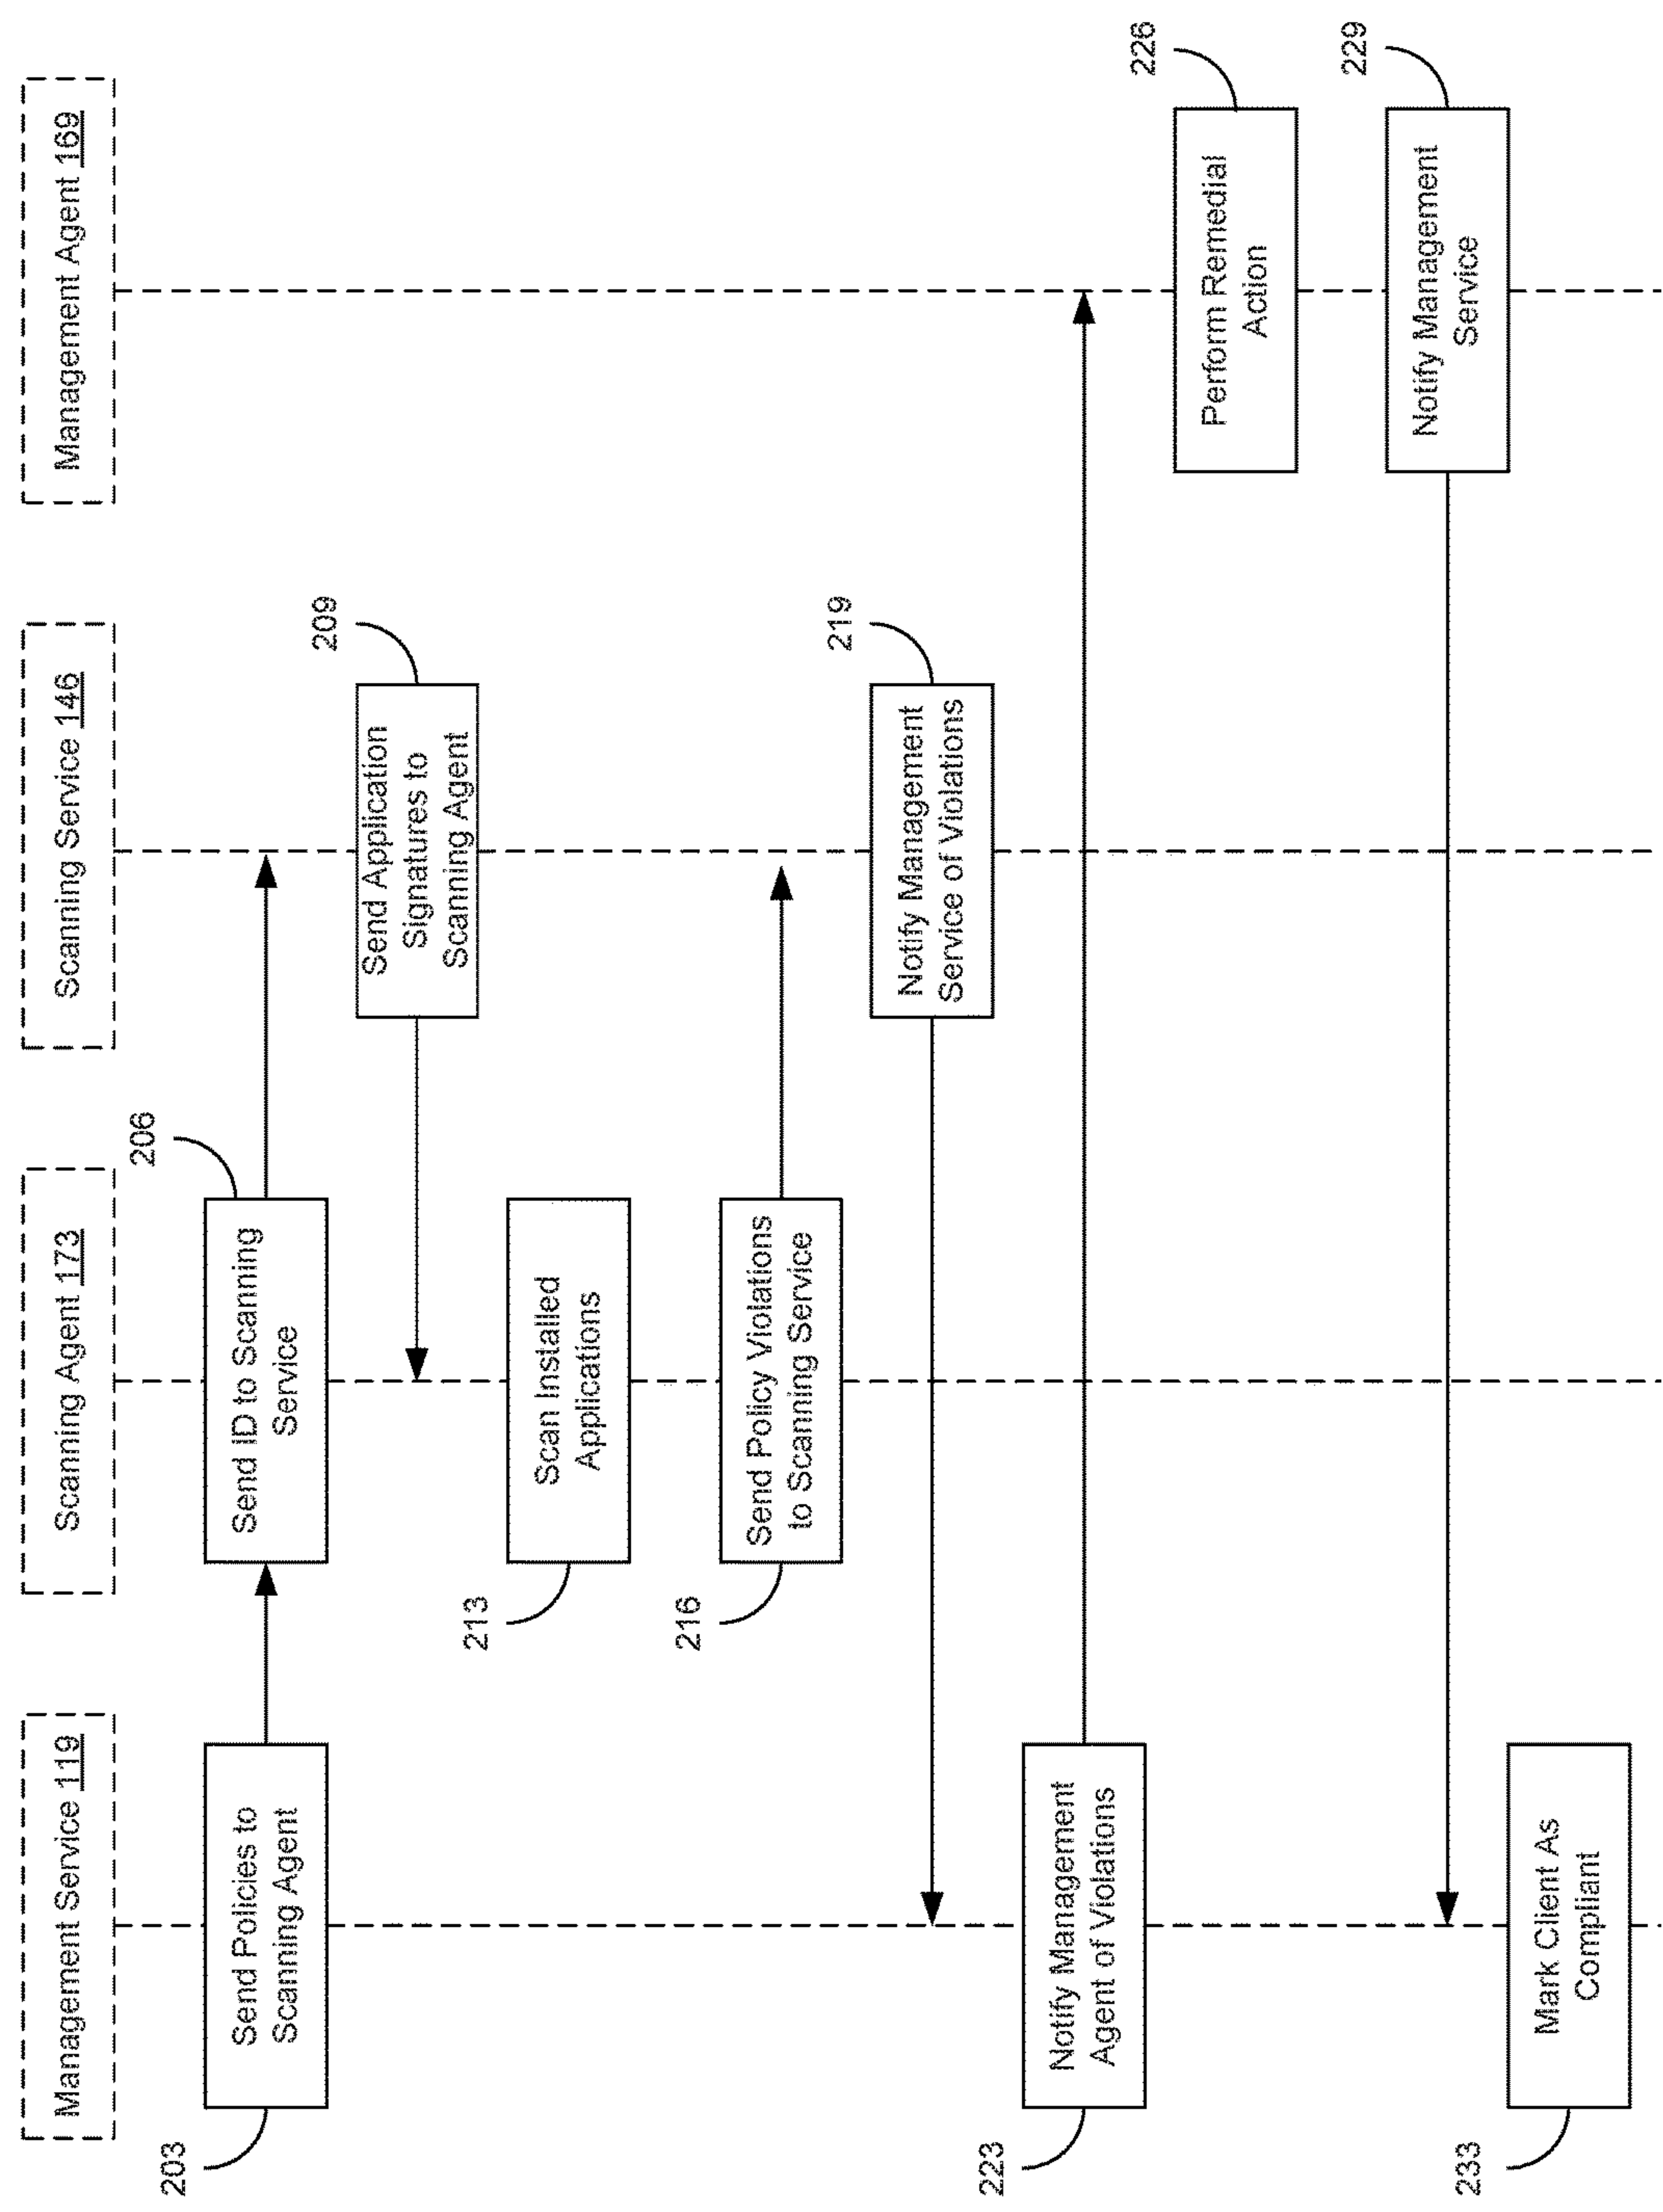 Management Service 119
Scanning Agent 173
Scanning Service 146
Management Agent 169
203
Send Policies to
Scanning Agent
206
Send ID to Scanning
Service
209
Send Application
Signatures to
Scanning Agent
213
Scan Installed
Applications
216
Send Policy Violations
to Scanning Service
219
Notify Management
Service of Violations
223
Notify Management
Agent of Violations
226
Perform Remedial
Action
229
Notify Management
Service
233
Mark Client As
Compliant